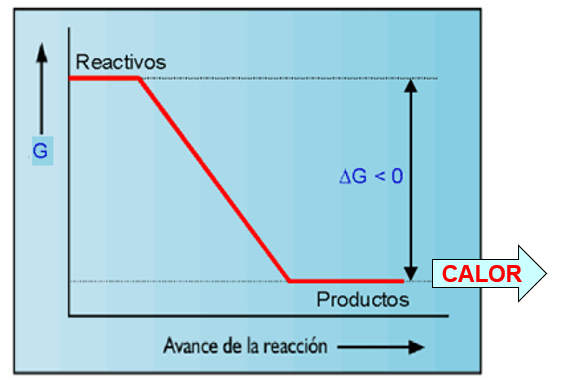 Reactivos
G
ΔG < 0
CALOR
Productos
Avance de la reacción